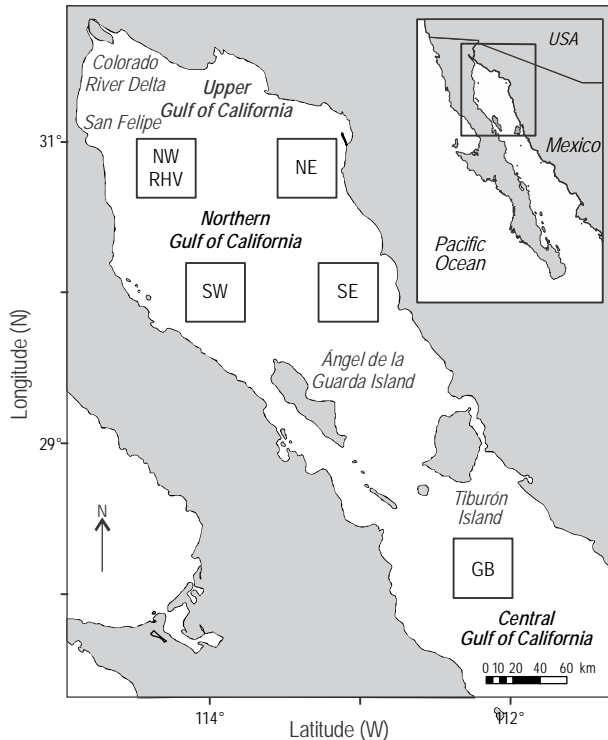 USA
Mexico
Pacific
Ocean
Colorado
River Delta
Upper
Gulf of California
San Felipe
31°
NW
RHV
NE
Northern
Gulf of California
SW
SE
Longitude (N)
Ángel de la
Guarda Island
29°
Tiburón
Island
N
GB
Central
Gulf of California
0 10 20 40 60 km
114°
112°
Latitude (W)